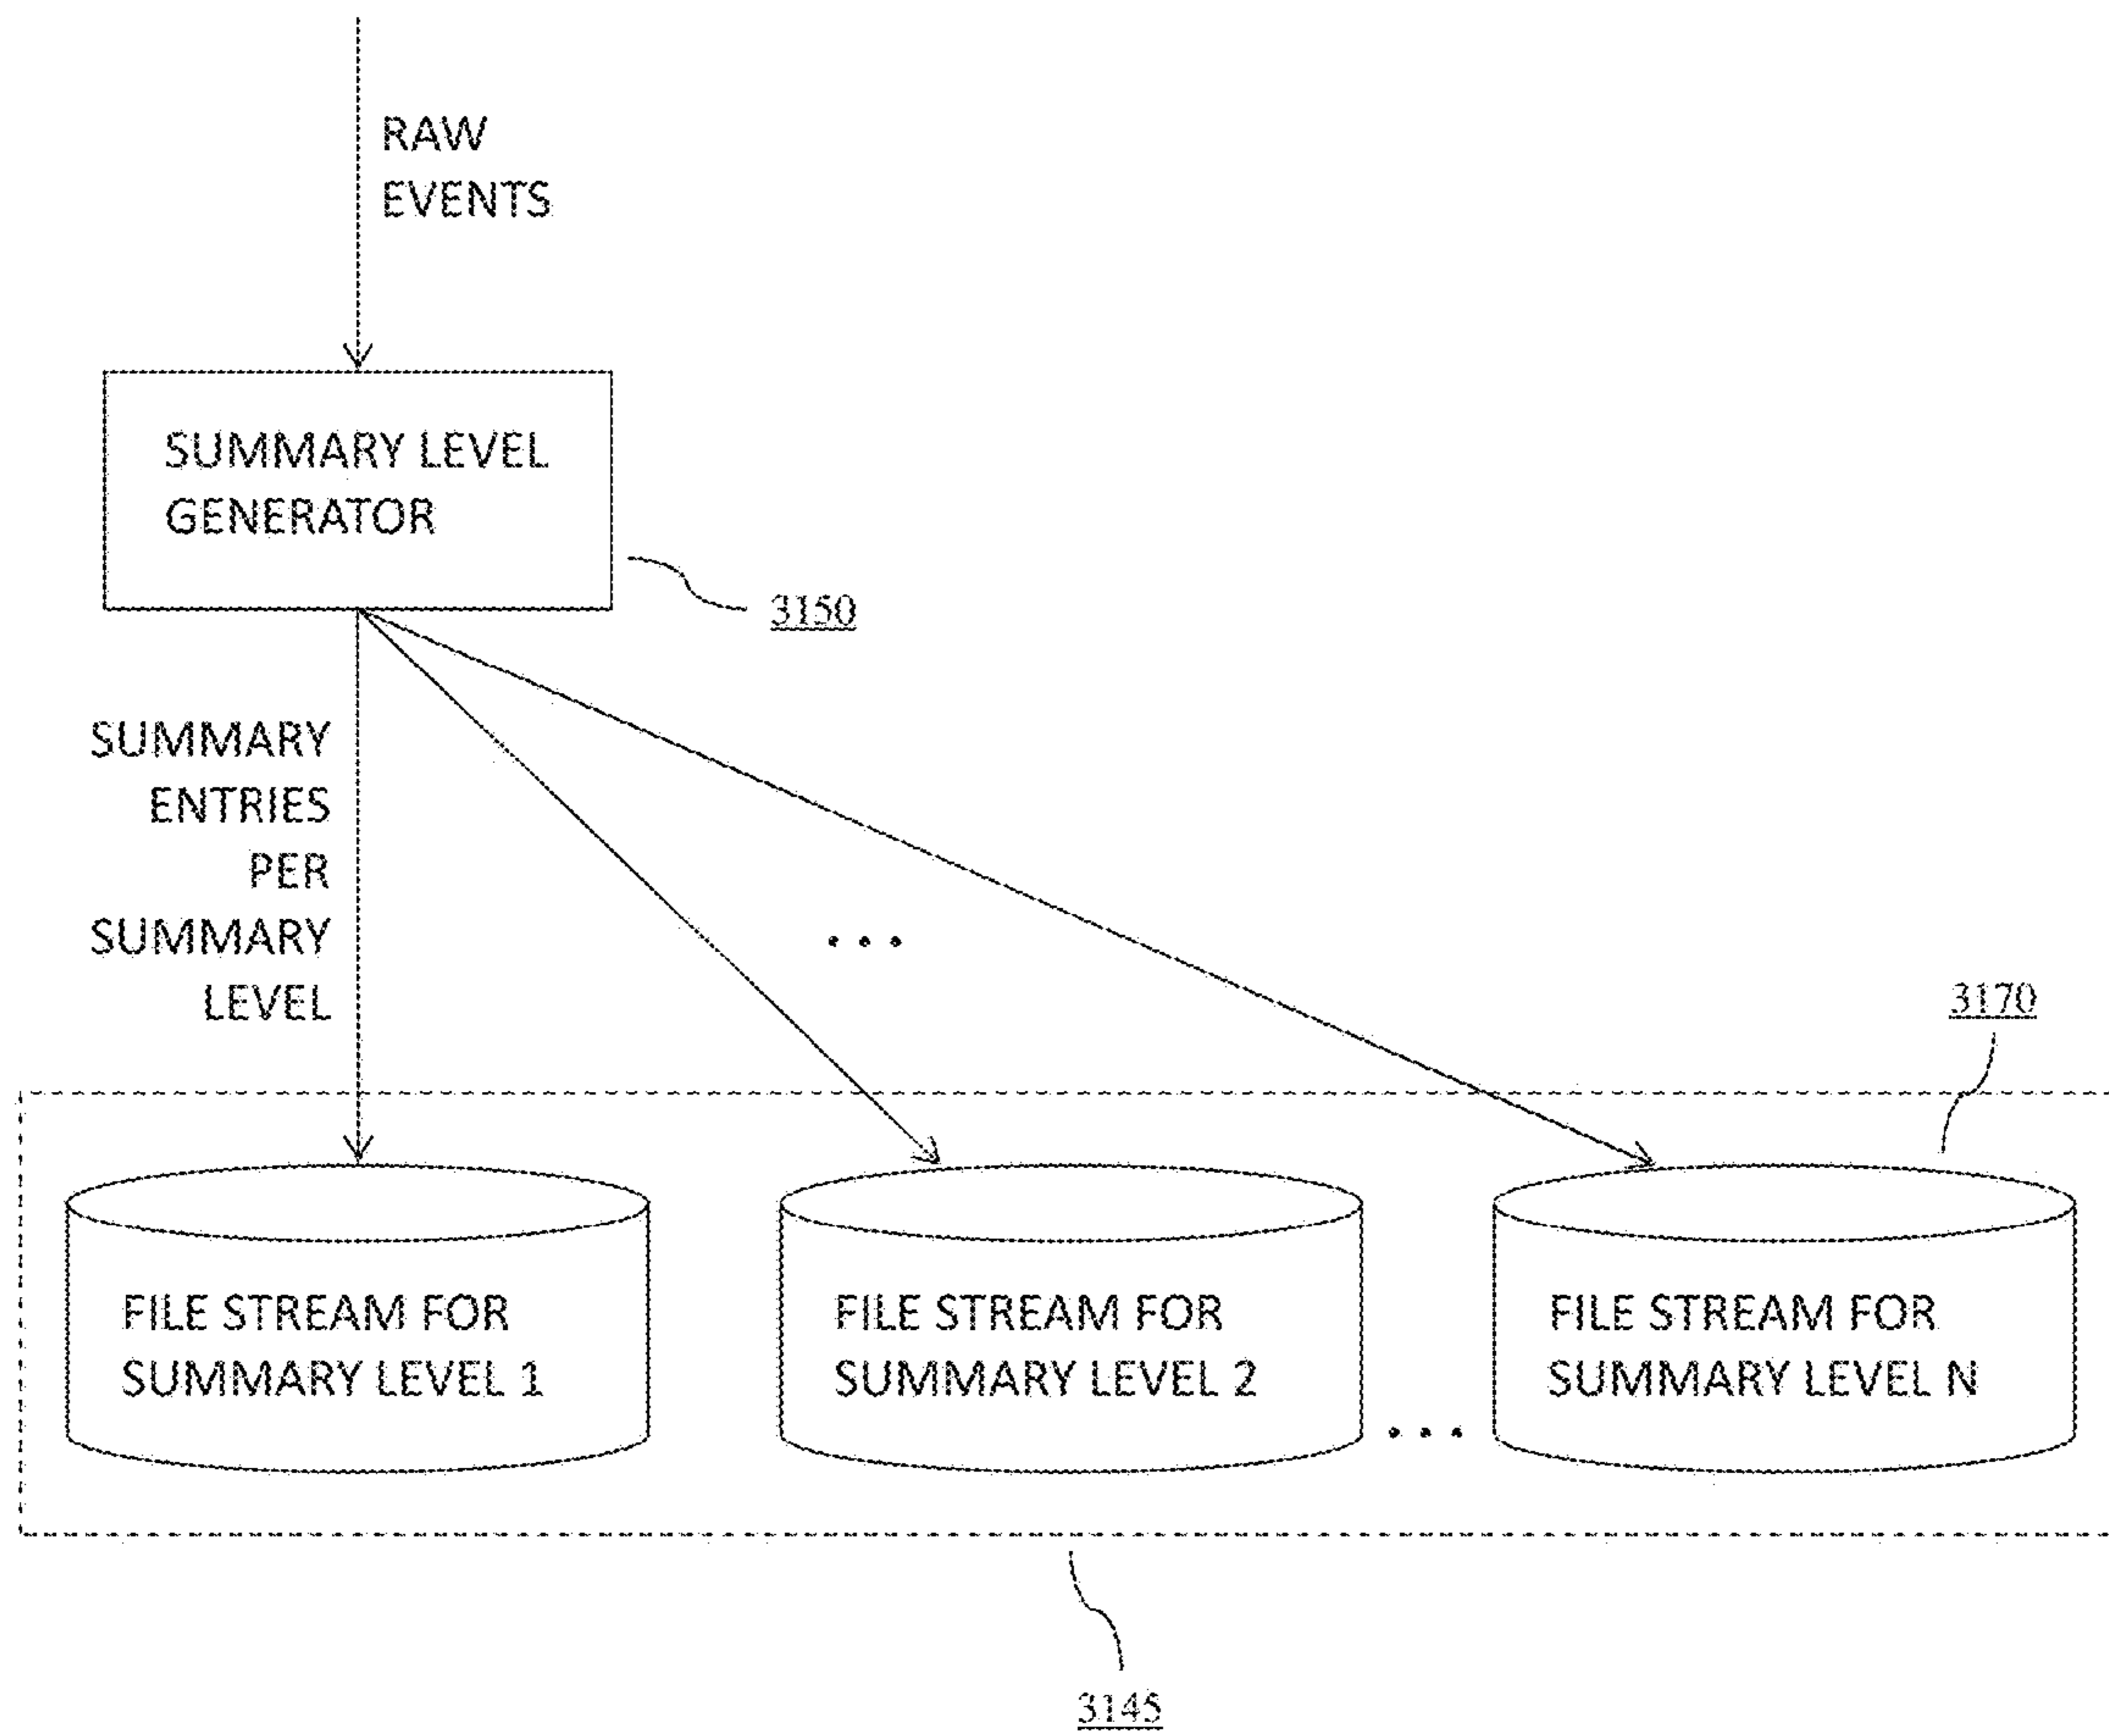 RAW
EVENTS
SUMMARY LEVEL
GENERATOR
3150
SUMMARY
ENTRIES
PER
SUMMARY
LEVEL
...
3170
FILE STREAM FOR
SUMMARY LEVEL 1
FILE STREAM FOR
SUMMARY LEVEL 2
...
FILE STREAM FOR
SUMMARY LEVEL N
3145